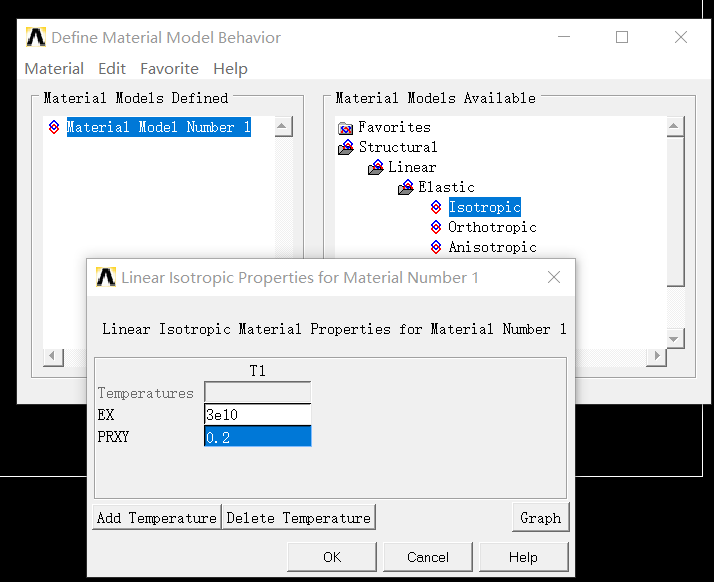 Define Material Model Behavior
Material Edit Favorite Help
Material Models Defined
Material Model Number 1
Material Models Available
Favorites
Structural
Linear
Elastic
Isotropic
Orthotropic
Anisotropic
Linear Isotropic Properties for Material Number 1
Linear Isotropic Material Properties for Material Number 1
T1
Temperatures
EX 3e10
PRXY 0.2
Add Temperature Delete Temperature Graph
OK Cancel Help